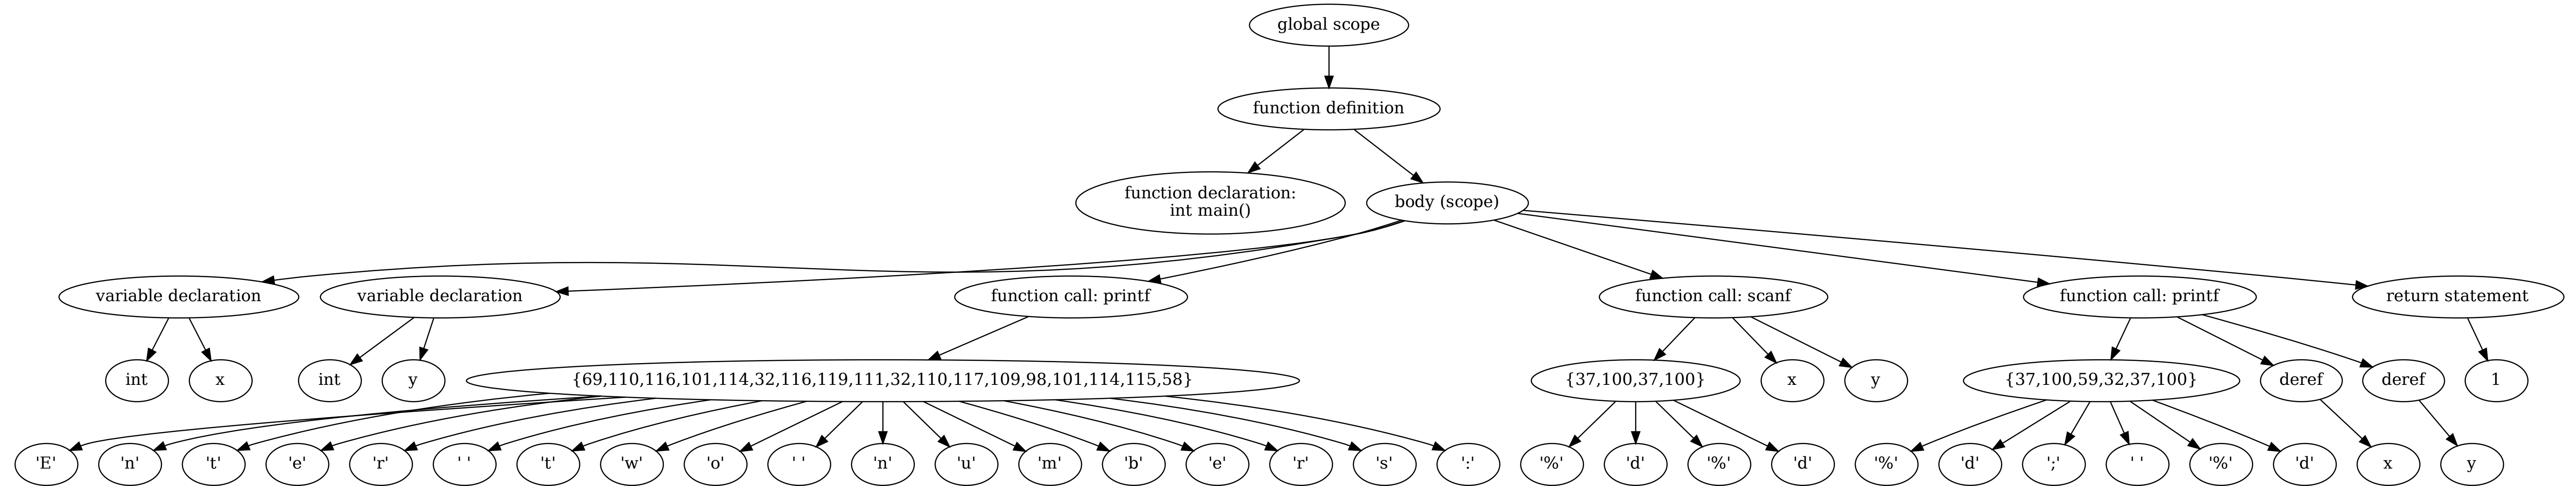 global scope
function definition
function declaration:
int main()
body (scope)
variable declaration
variable declaration
function call: printf
function call: scanf
function call: printf
return statement
int
x
int
y
{69,110,116,101,114,32,116,119,111,32,110,117,109,98,101,114,115,58}
{37,100,37,100}
x
y
{37,100,59,32,37,100}
deref
deref
1
'E'
'n'
't'
'e'
'r'
' '
't'
'w'
'o'
' '
'n'
'u'
'm'
'b'
'e'
'r'
's'
':'
'%'
'd'
'%'
'd'
'%'
'd'
';'
' '
'%'
'd'
x
y